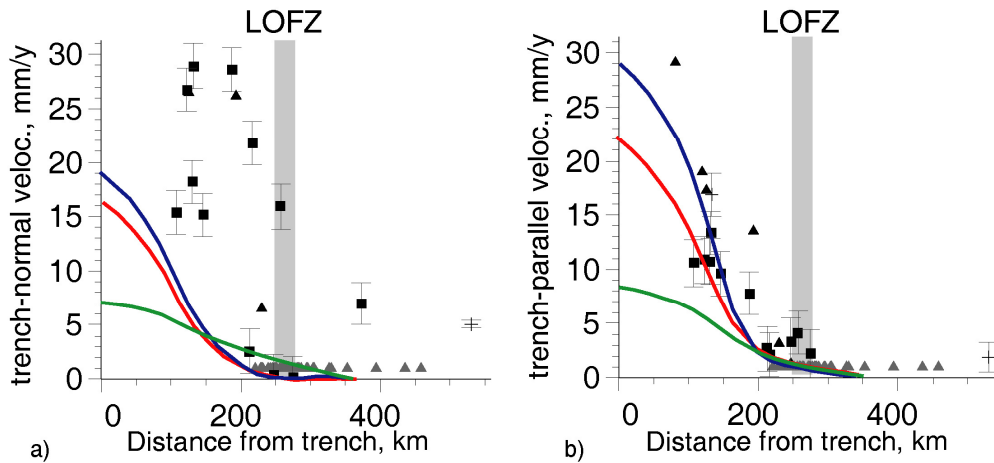 LOFZ
trench-normal veloc., mm/y
30
25
20
15
10
5
0
0 200 400
Distance from trench, km
a)
LOFZ
trench-parallel veloc., mm/y
30
25
20
15
10
5
0
0 200 400
Distance from trench, km
b)